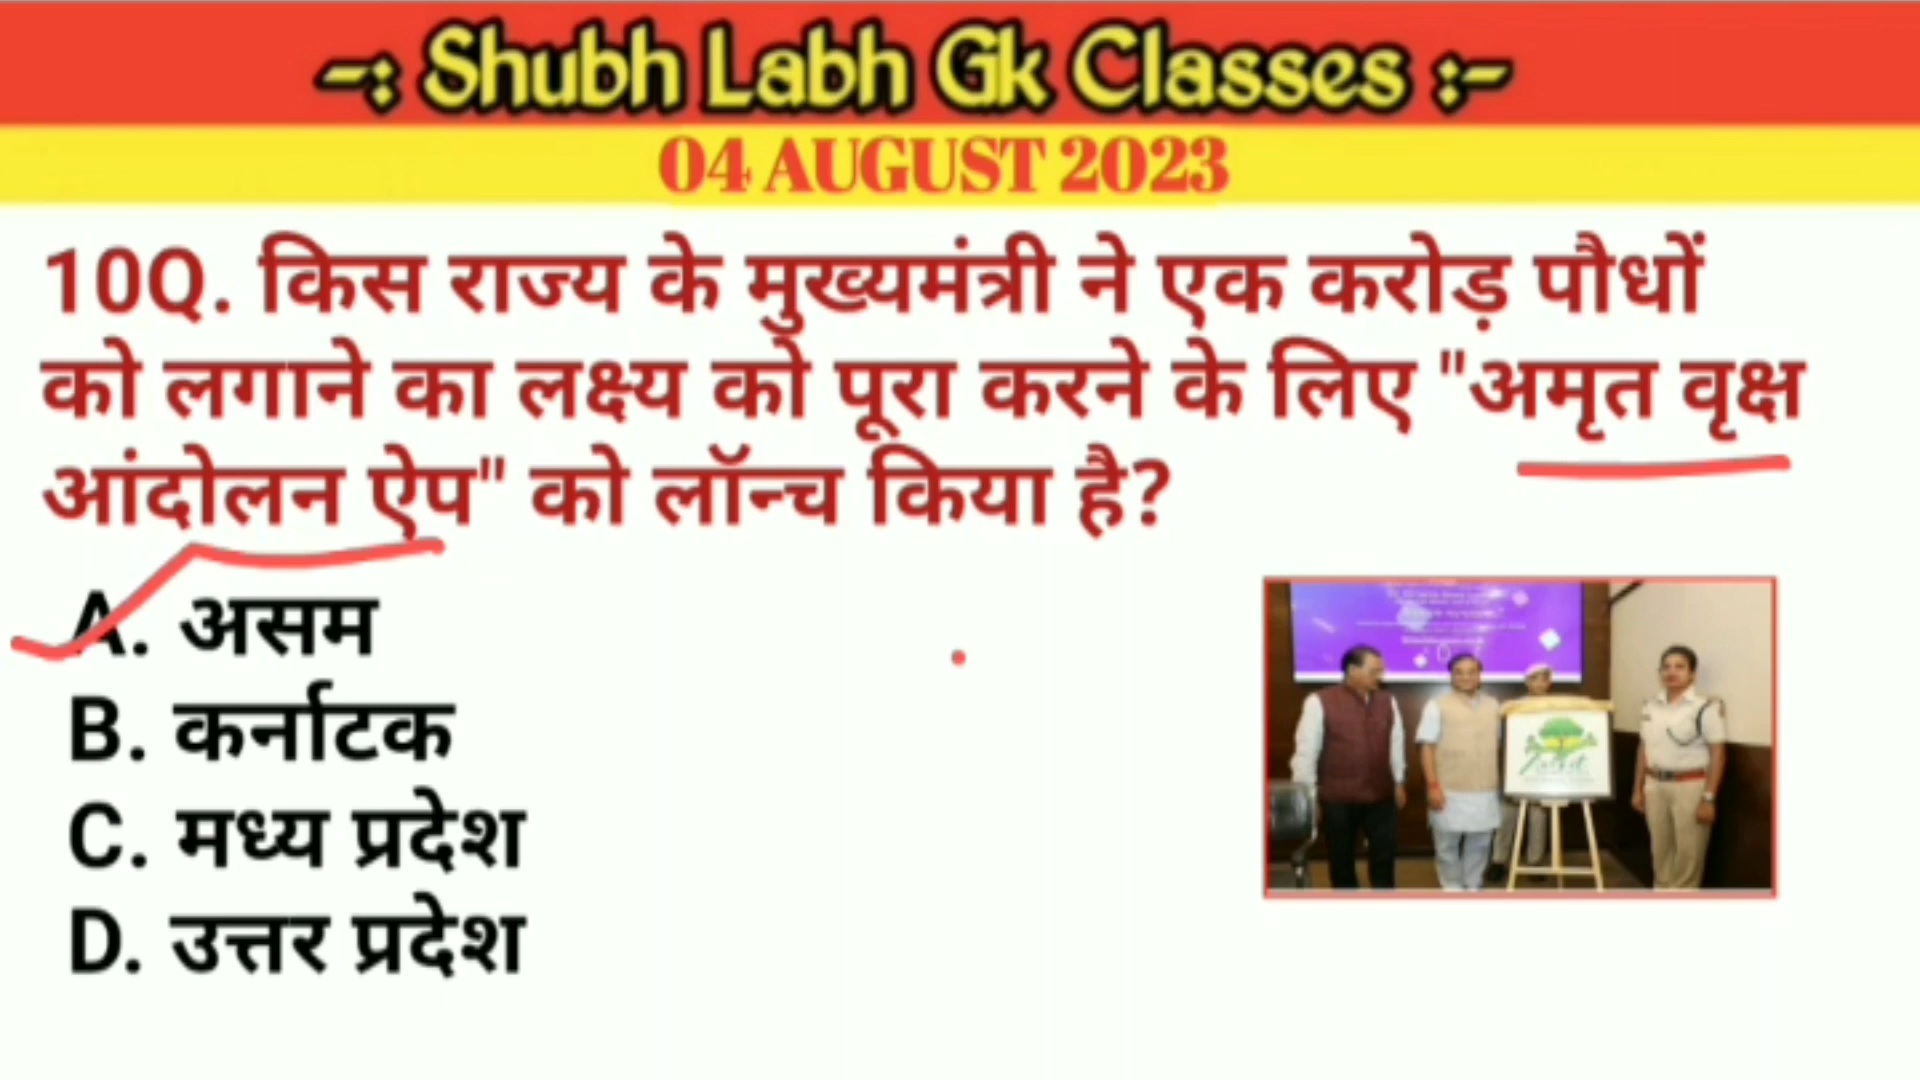 -: Shubh Labh Gk Classes :-
04 AUGUST 2023
10Q. किस राज्य के मुख्यमंत्री ने एक करोड़ पौधों
को लगाने का लक्ष्य को पूरा करने के लिए "अमृत वृक्ष
आंदोलन ऐप" को लॉन्च किया है?
A. असम
B. कर्नाटक
C. मध्य प्रदेश
D. उत्तर प्रदेश